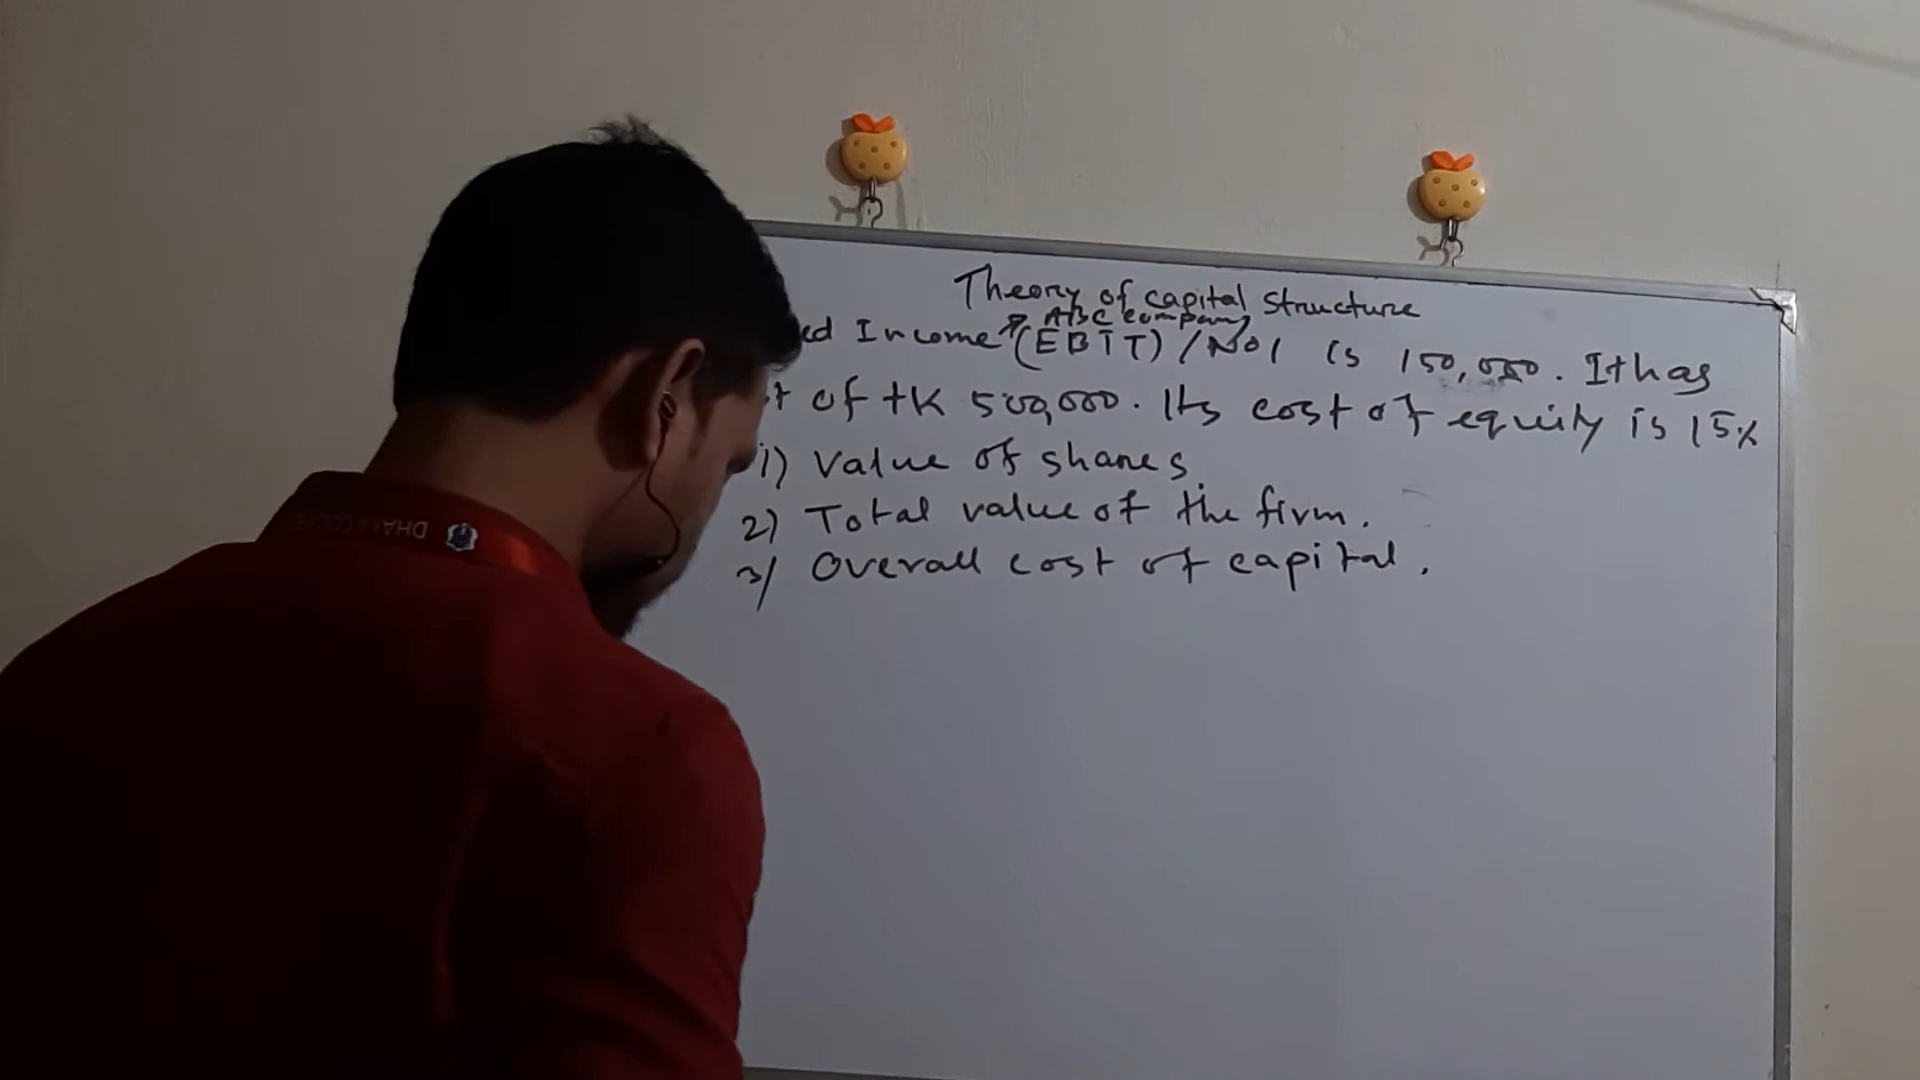 Theory of capital structure
ABC company
Income (EBIT) / NOI is 150,000. It has
of tk 500,000. Its cost of equity is 15%
1) Value of shares
2) Total value of the firm.
3) Overall cost of capital.
DHAKA COLLEGE